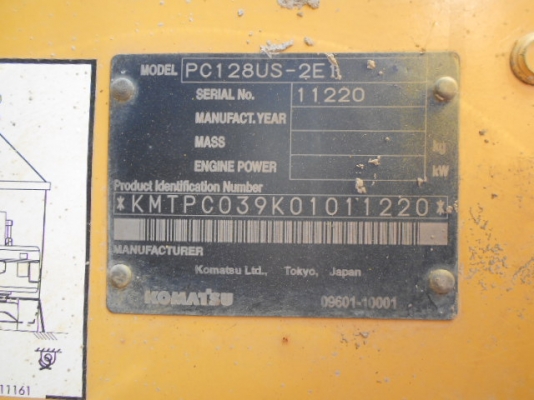 MODEL PC128US-2E1
SERIAL No. 11220
MANUFACT.YEAR
MASS kg
ENGINE POWER kW
Product Identification Number
*KMTPC039K01011220*
MANUFACTURER
Komatsu Ltd., Tokyo, Japan
KOMATSU 09601-10001
11161